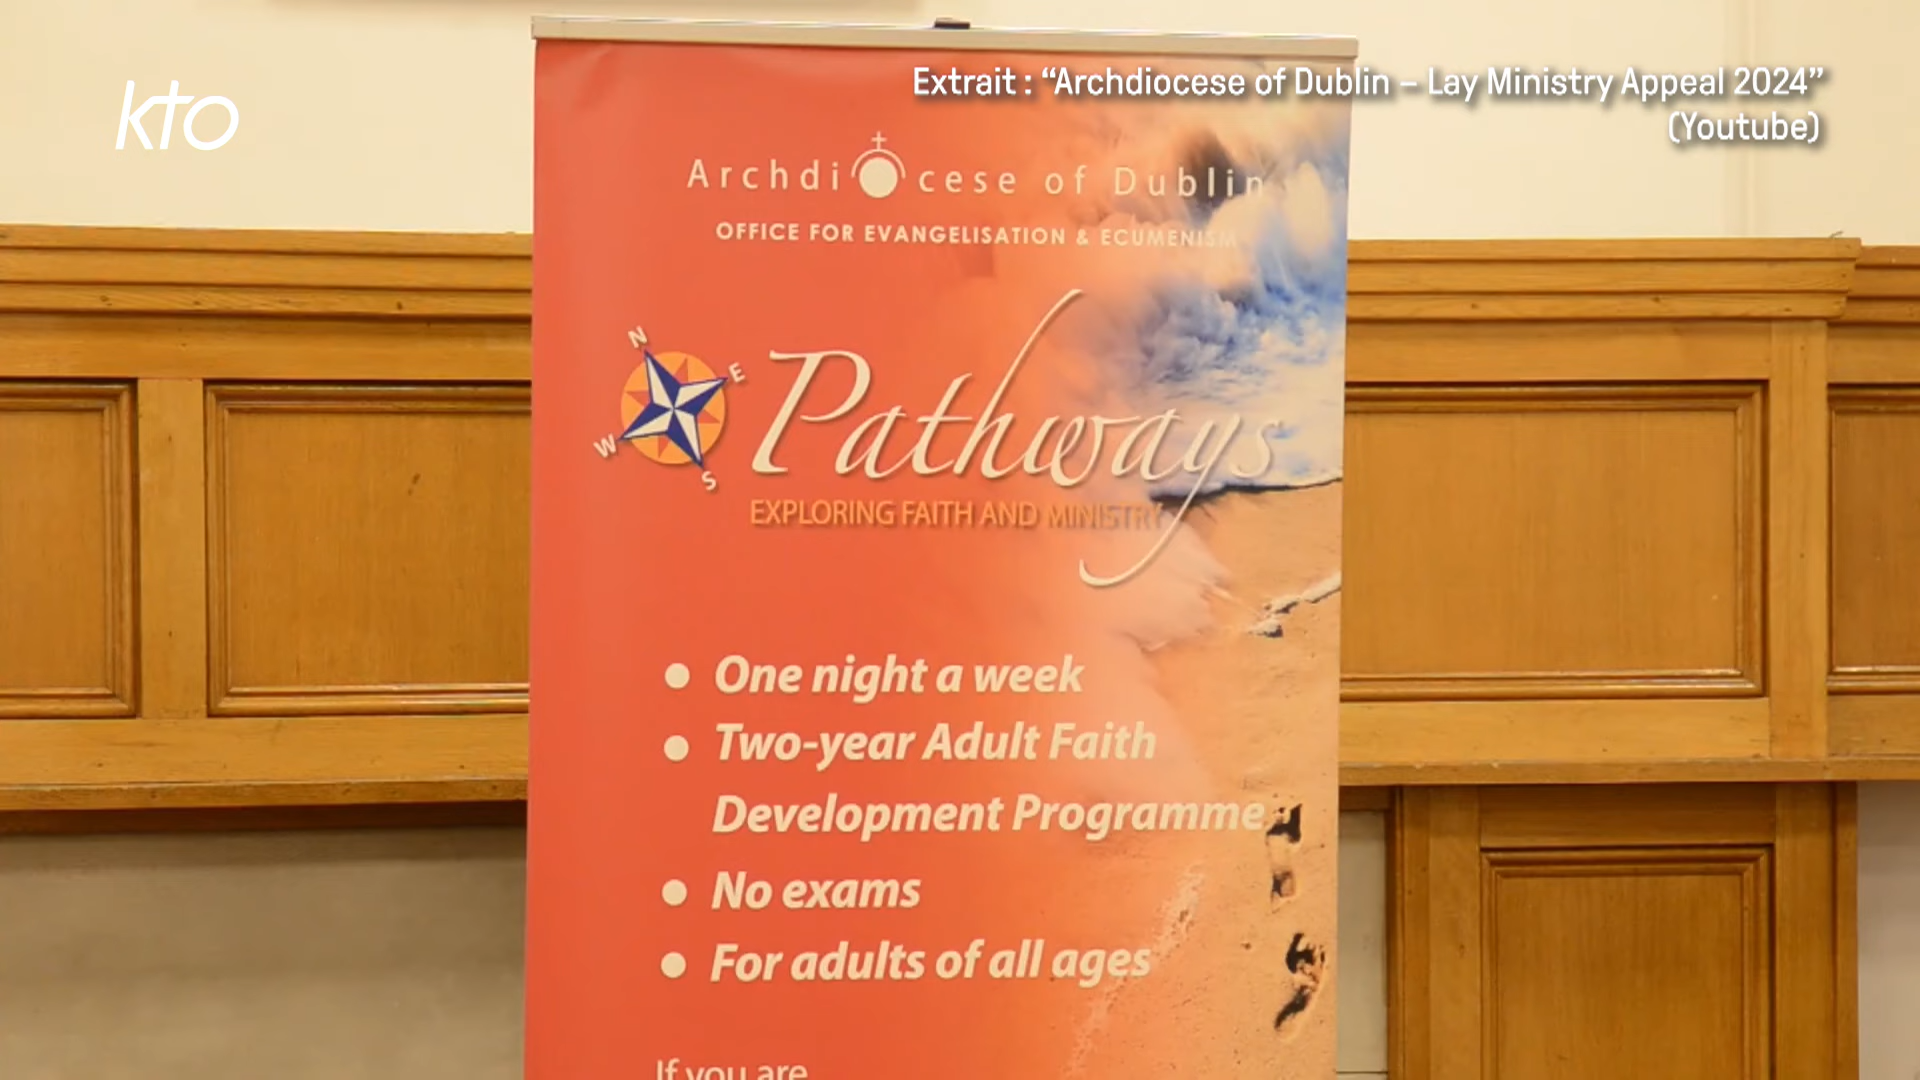 kto
Extrait : “Archdiocese of Dublin – Lay Ministry Appeal 2024”
(Youtube)
Archdiocese of Dublin
OFFICE FOR EVANGELISATION & ECUMENISM
N
E
W
S
Pathways
EXPLORING FAITH AND MINISTRY
● One night a week
● Two-year Adult Faith
Development Programme
● No exams
● For adults of all ages
If you are